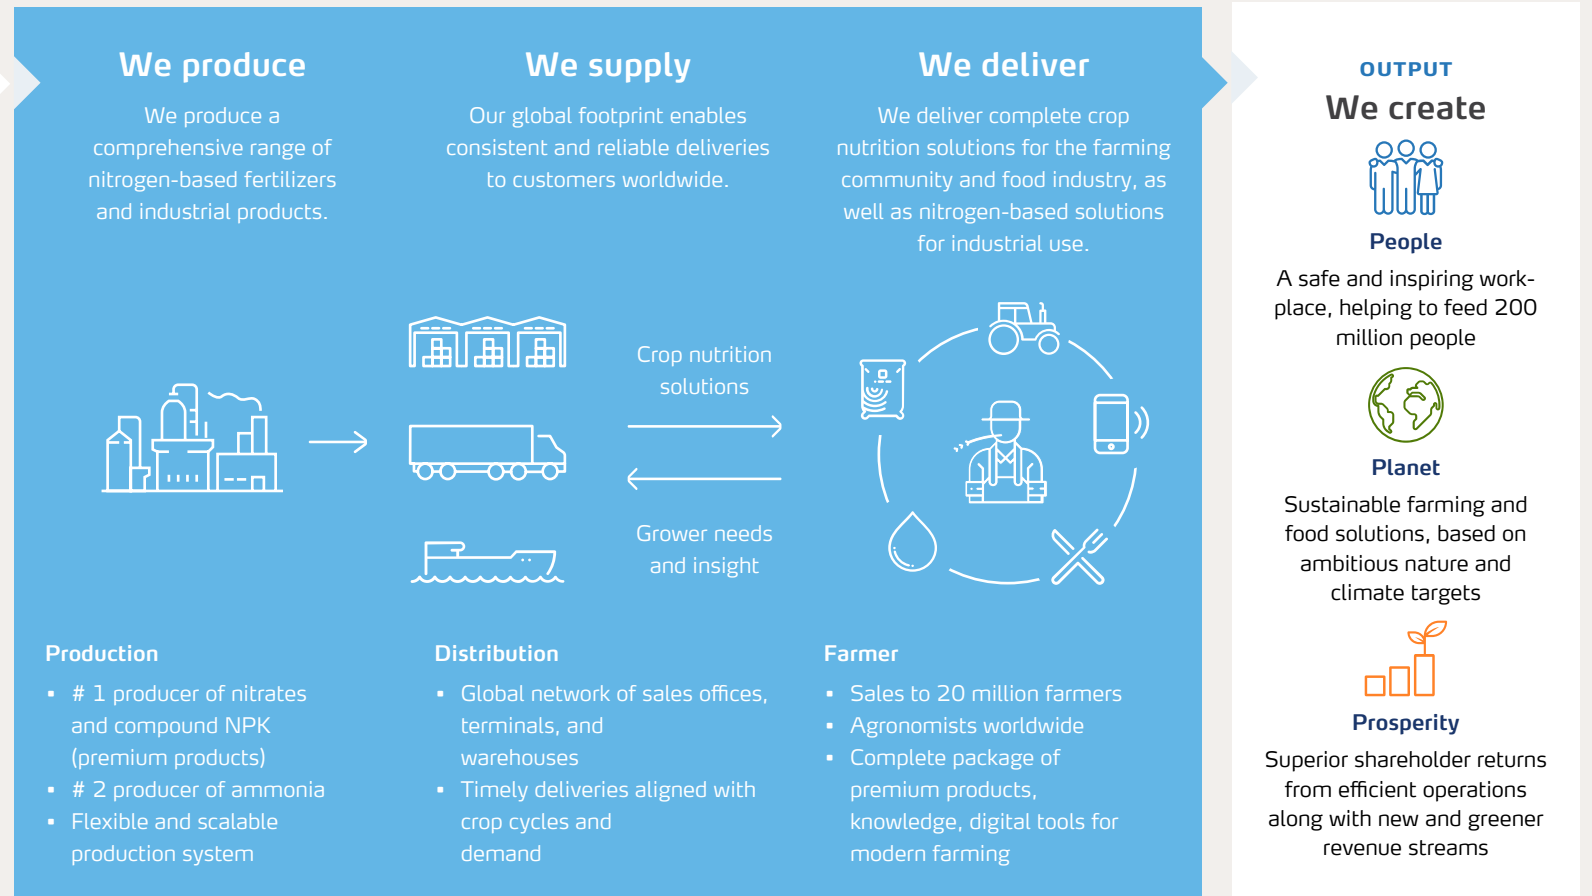 We produce
We produce a
comprehensive range of
nitrogen-based fertilizers
and industrial products.
We supply
Our global footprint enables
consistent and reliable deliveries
to customers worldwide.
We deliver
We deliver complete crop
nutrition solutions for the farming
community and food industry, as
well as nitrogen-based solutions
for industrial use.
Crop nutrition
solutions
Grower needs
and insight
Production
▪ # 1 producer of nitrates
and compound NPK
(premium products)
▪ # 2 producer of ammonia
▪ Flexible and scalable
production system
Distribution
▪ Global network of sales offices,
terminals, and
warehouses
▪ Timely deliveries aligned with
crop cycles and
demand
Farmer
▪ Sales to 20 million farmers
▪ Agronomists worldwide
▪ Complete package of
premium products,
knowledge, digital tools for
modern farming
OUTPUT
We create
People
A safe and inspiring work-
place, helping to feed 200
million people
Planet
Sustainable farming and
food solutions, based on
ambitious nature and
climate targets
Prosperity
Superior shareholder returns
from efficient operations
along with new and greener
revenue streams